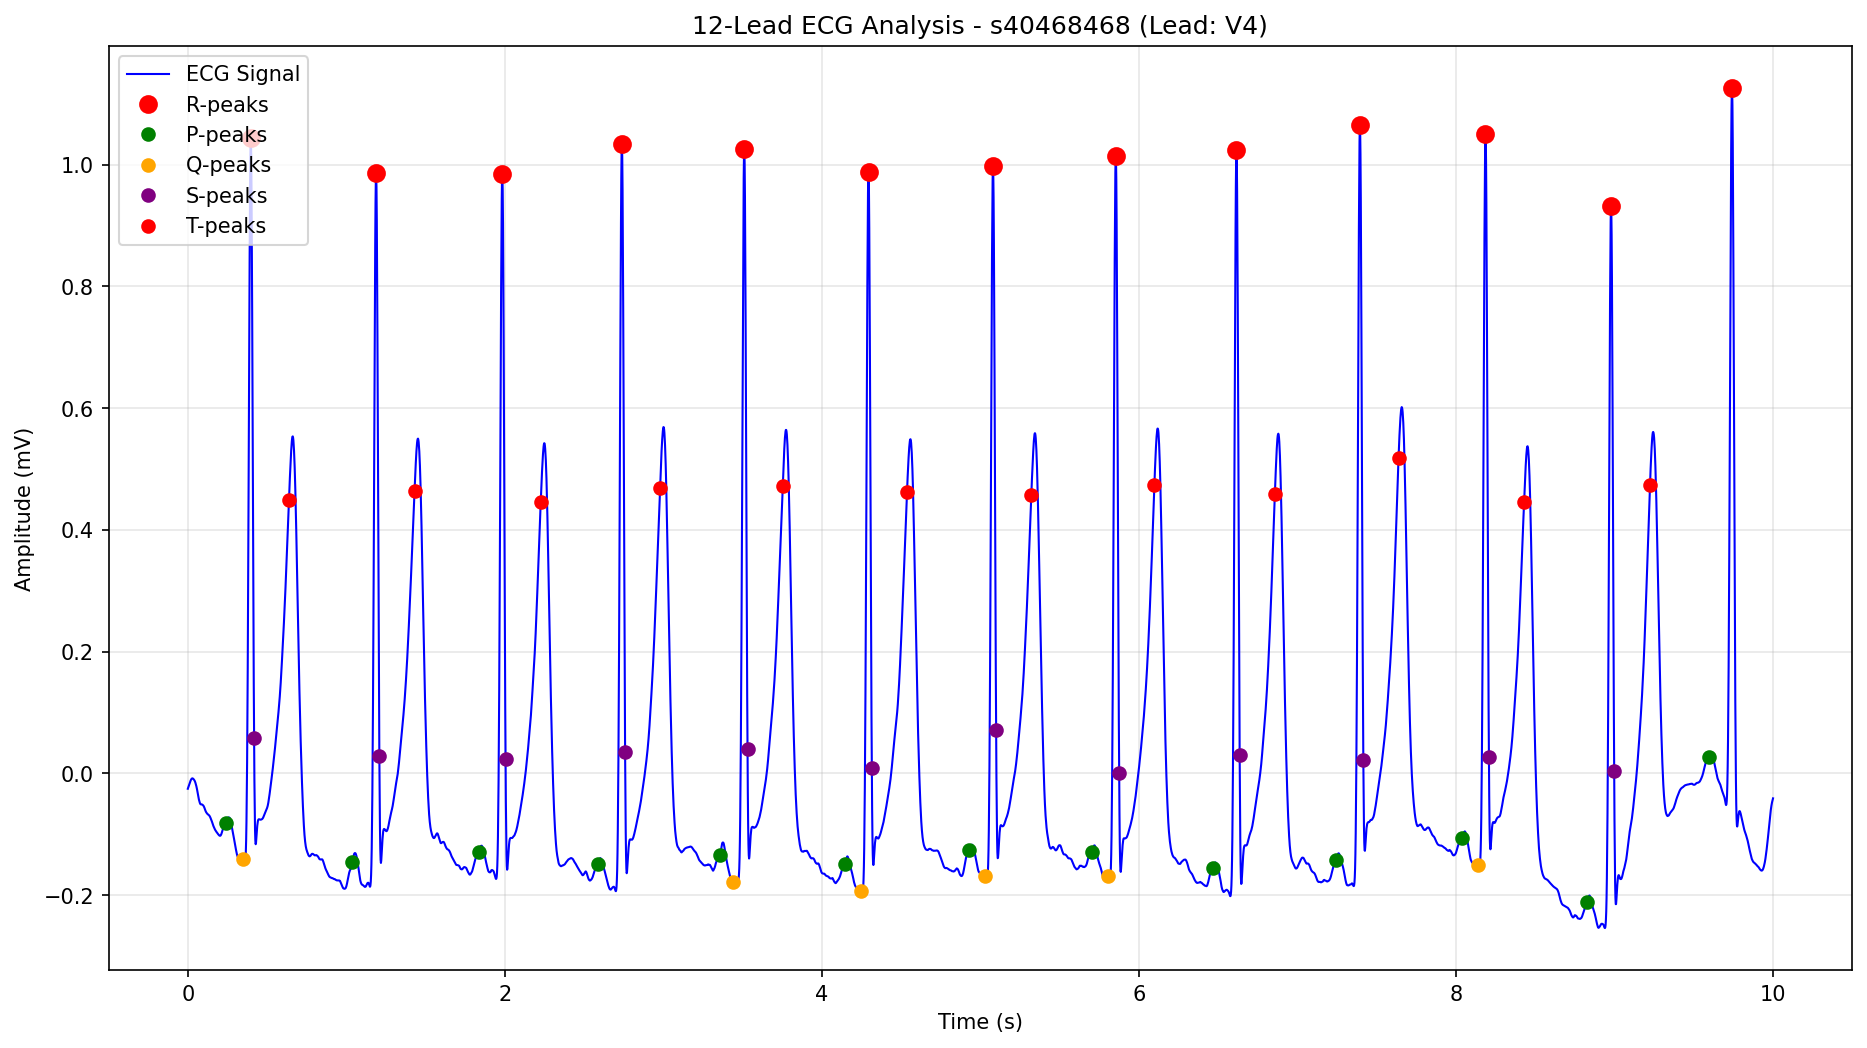 12-Lead ECG Analysis - s40468468 (Lead: V4)
ECG Signal
R-peaks
P-peaks
Q-peaks
S-peaks
T-peaks
Amplitude (mV)
1.0
0.8
0.6
0.4
0.2
0.0
−0.2
0 2 4 6 8 10
Time (s)